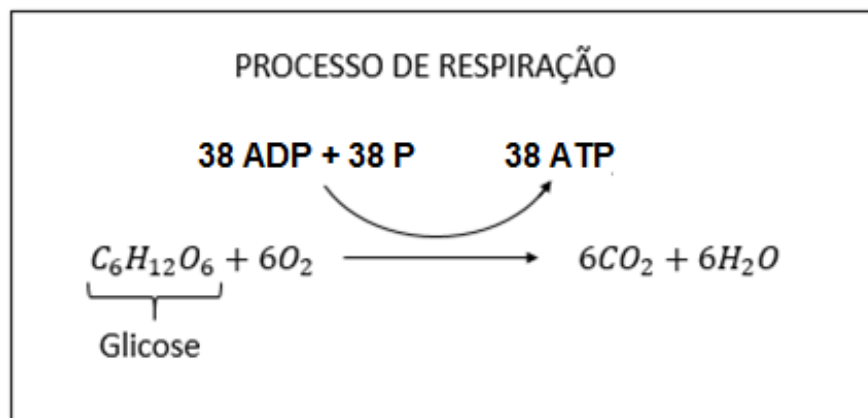 PROCESSO DE RESPIRAÇÃO
38 ADP + 38 P 38 ATP
C₆H₁₂O₆ + 6O₂ → 6CO₂ + 6H₂O
Glicose